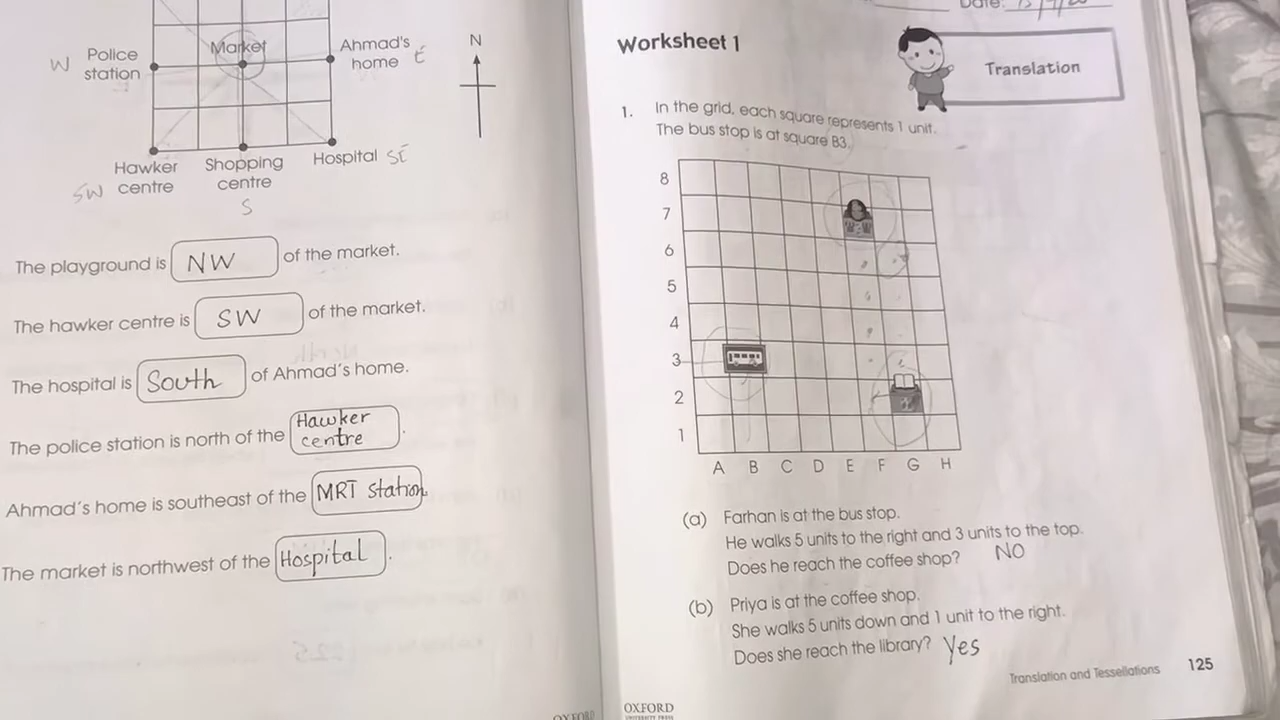 W Police station
Market
Ahmad's home E
N
Hawker centre
SW
Shopping centre
S
Hospital SE
The playground is NW of the market.
The hawker centre is SW of the market.
The hospital is South of Ahmad's home.
The police station is north of the Hawker centre.
Ahmad's home is southeast of the MRT station.
The market is northwest of the Hospital.
OXFORD
Date:
Worksheet 1
Translation
1. In the grid, each square represents 1 unit.
The bus stop is at square B3.
8
7
6
5
4
3
2
1
A B C D E F G H
(a) Farhan is at the bus stop.
He walks 5 units to the right and 3 units to the top.
Does he reach the coffee shop? NO
(b) Priya is at the coffee shop.
She walks 5 units down and 1 unit to the right.
Does she reach the library? Yes
Translation and Tessellations 125
OXFORD
UNIVERSITY PRESS